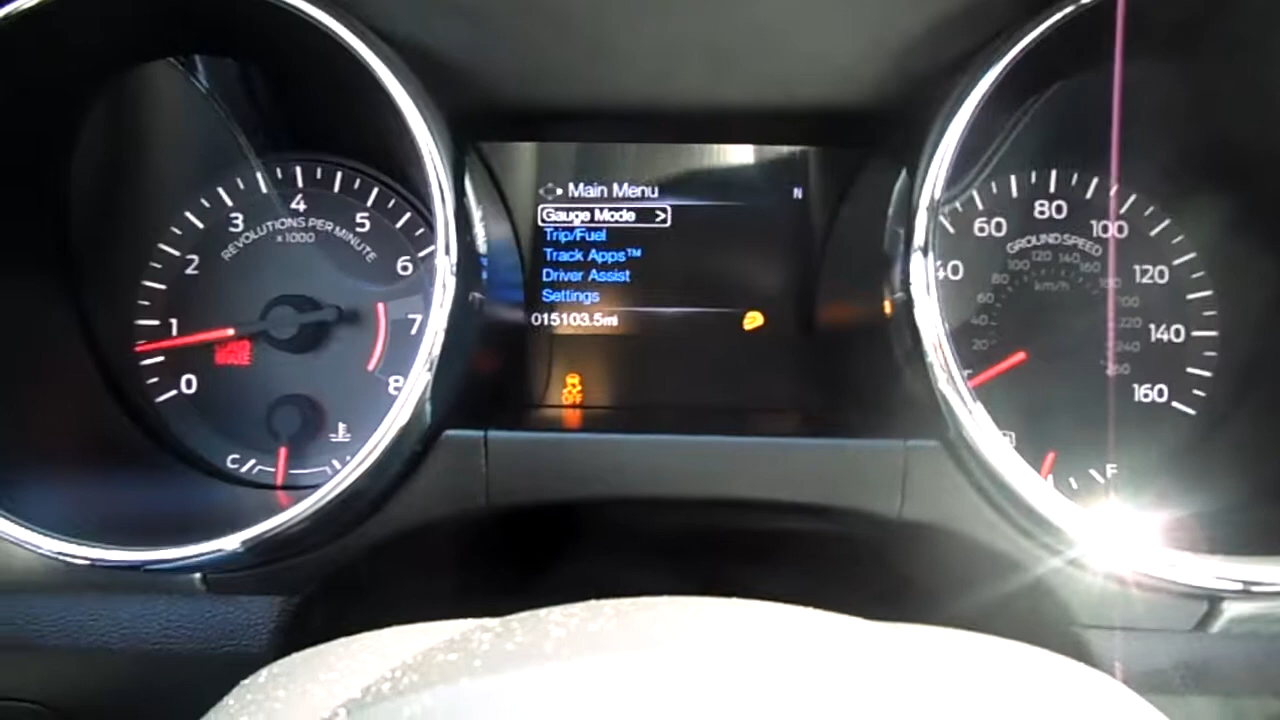 Main Menu
N
Gauge Mode >
Trip/Fuel
Track Apps™
Driver Assist
Settings
015103.5mi
OFF
0
1
2
3
4
5
6
7
8
REVOLUTIONS PER MINUTE
x1000
C
40
60
80
100
120
140
160
GROUND SPEED
20
40
60
80
100
120
140
160
180
200
220
240
260
km/h
F